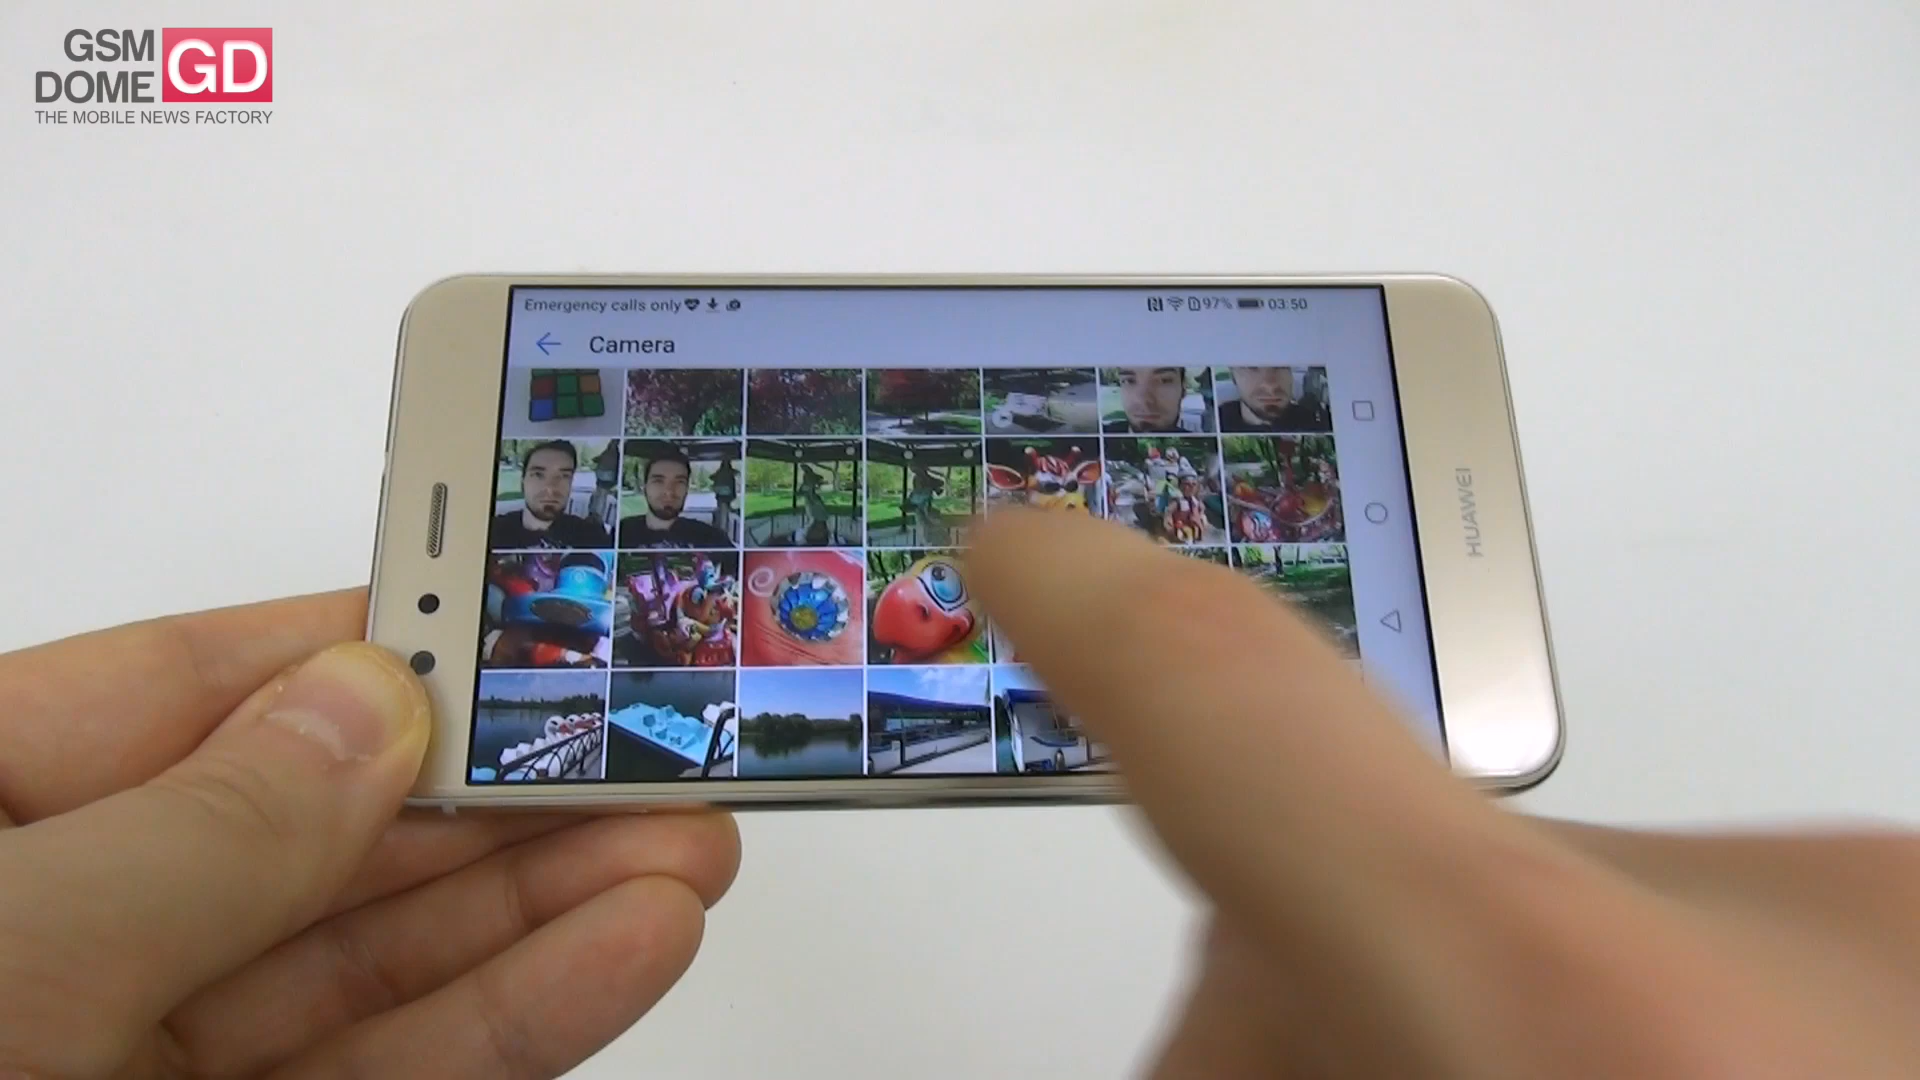 GSM
DOME
GD
THE MOBILE NEWS FACTORY
Emergency calls only
97%
03:50
Camera
HUAWEI